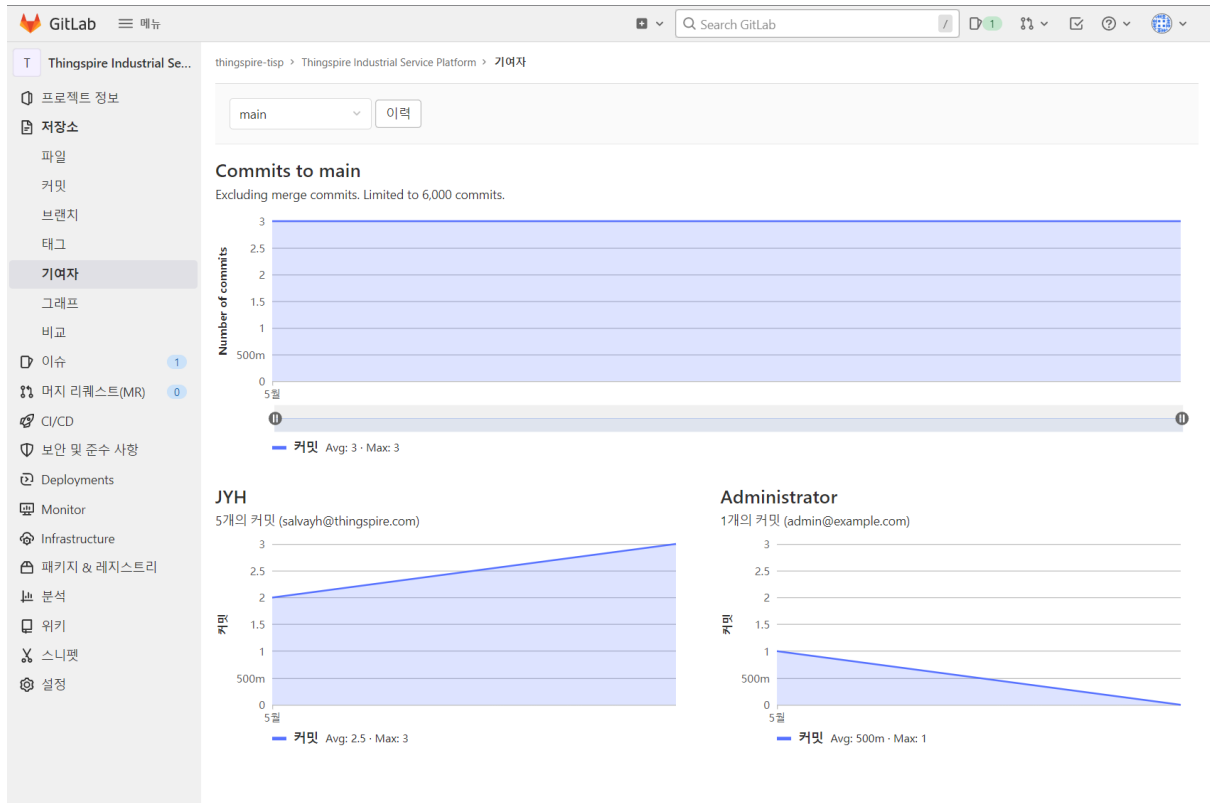 GitLab 메뉴 Search GitLab / 1
T Thingspire Industrial Se...
프로젝트 정보
저장소
파일
커밋
브랜치
태그
기여자
그래프
비교
이슈 1
머지 리퀘스트(MR) 0
CI/CD
보안 및 준수 사항
Deployments
Monitor
Infrastructure
패키지 & 레지스트리
분석
위키
스니펫
설정
thingspire-tisp > Thingspire Industrial Service Platform > 기여자
main 이력
Commits to main
Excluding merge commits. Limited to 6,000 commits.
Number of commits
3
2.5
2
1.5
1
500m
0
5월
커밋 Avg: 3 · Max: 3
JYH
5개의 커밋 (salvayh@thingspire.com)
커밋
3
2.5
2
1.5
1
500m
0
5월
커밋 Avg: 2.5 · Max: 3
Administrator
1개의 커밋 (admin@example.com)
커밋
3
2.5
2
1.5
1
500m
0
5월
커밋 Avg: 500m · Max: 1